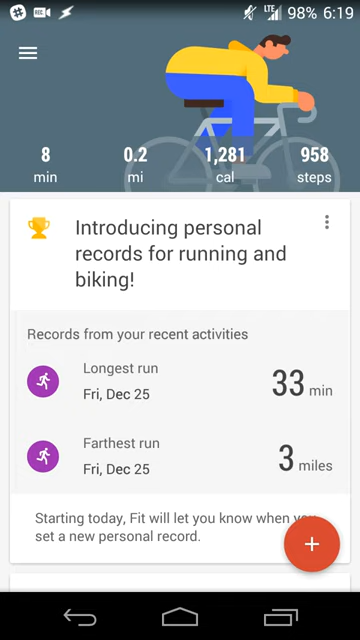 REC
LTE 98% 6:19
8 0.2 1,281 958
min mi cal steps
Introducing personal
records for running and
biking!
Records from your recent activities
Longest run
Fri, Dec 25
33 min
Farthest run
Fri, Dec 25
3 miles
Starting today, Fit will let you know when you
set a new personal record.